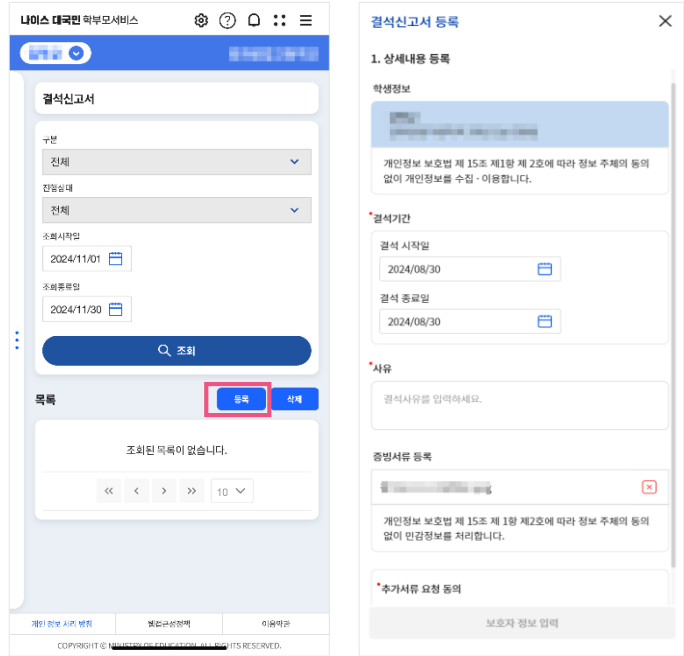 나이스 대국민 학부모서비스
결석신고서
구분
전체
진행상태
전체
조회시작일
2024/11/01
조회종료일
2024/11/30
조회
목록
등록
삭제
조회된 목록이 없습니다.
10
개인 정보 처리 방침
웹접근성정책
이용약관
COPYRIGHT © MINISTRY OF EDUCATION. ALL RIGHTS RESERVED.
결석신고서 등록
1. 상세내용 등록
학생정보
개인정보 보호법 제 15조 제1항 제 2호에 따라 정보 주체의 동의
없이 개인정보를 수집 - 이용합니다.
*결석기간
결석 시작일
2024/08/30
결석 종료일
2024/08/30
*사유
결석사유를 입력하세요.
증빙서류 등록
개인정보 보호법 제 15조 제 1항 제2호에 따라 정보 주체의 동의
없이 민감정보를 처리합니다.
*추가서류 요청 동의
보호자 정보 입력